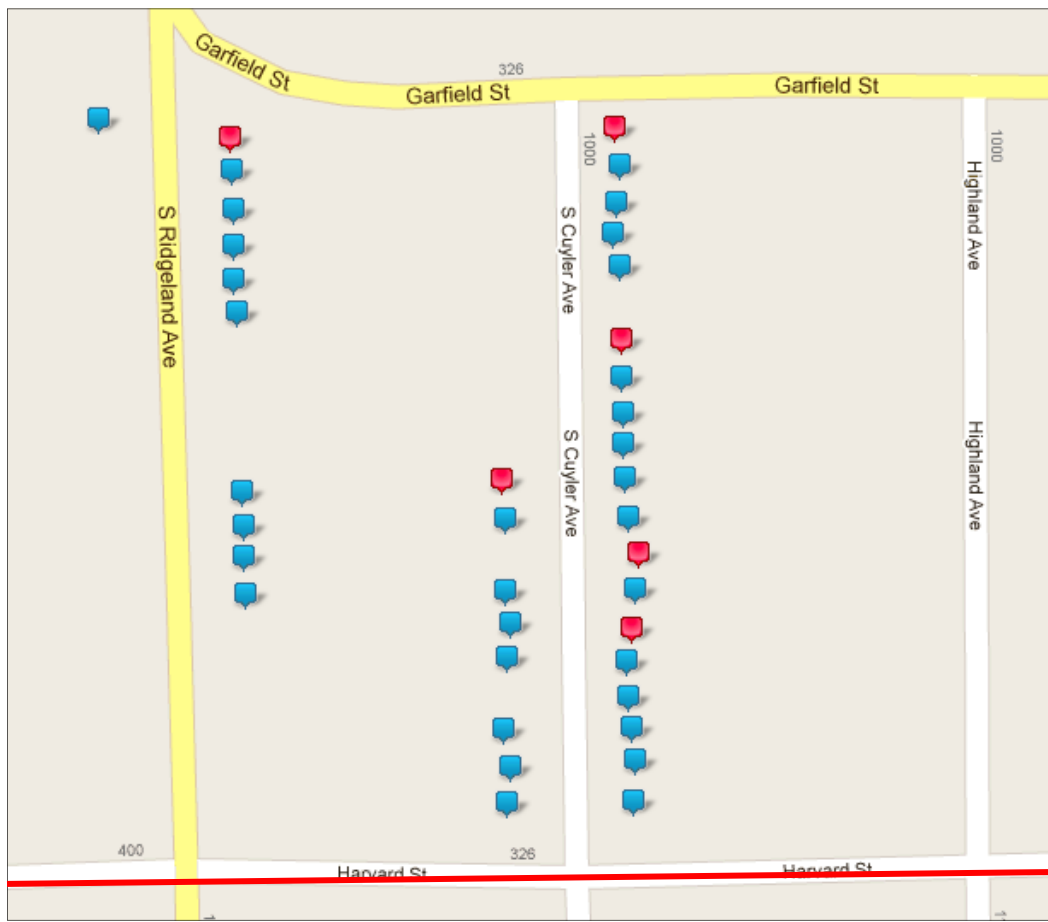 Garfield St
326
Garfield St
Garfield St
1000
1000
S Ridgeland Ave
S Cuyler Ave
Highland Ave
S Cuyler Ave
Highland Ave
400
326
Harvard St
Harvard St